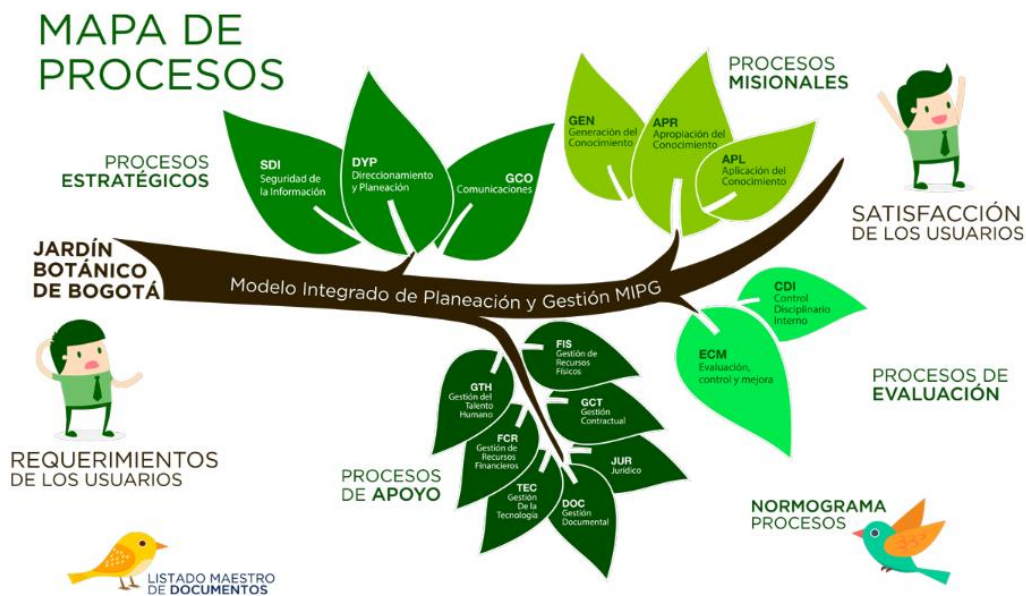 MAPA DE
PROCESOS
PROCESOS
ESTRATÉGICOS
SDI
Seguridad de
la Información
DYP
Direccionamiento
y Planeación
GCO
Comunicaciones
PROCESOS
MISIONALES
GEN
Generación del
Conocimiento
APR
Apropiación del
Conocimiento
APL
Aplicación del
Conocimiento
SATISFACCIÓN
DE LOS USUARIOS
JARDÍN
BOTÁNICO
DE BOGOTÁ
Modelo Integrado de Planeación y Gestión MIPG
CDI
Control
Disciplinario
Interno
ECM
Evaluación,
control y mejora
PROCESOS DE
EVALUACIÓN
REQUERIMIENTOS
DE LOS USUARIOS
PROCESOS
DE APOYO
FIS
Gestión de
Recursos
Físicos
GTH
Gestión del
Talento
Humano
GCT
Gestión
Contractual
FCR
Gestión de
Recursos
Financieros
JUR
Jurídico
TEC
Gestión
De la
Tecnología
DOC
Gestión
Documental
NORMOGRAMA
PROCESOS
LISTADO MAESTRO
DE DOCUMENTOS